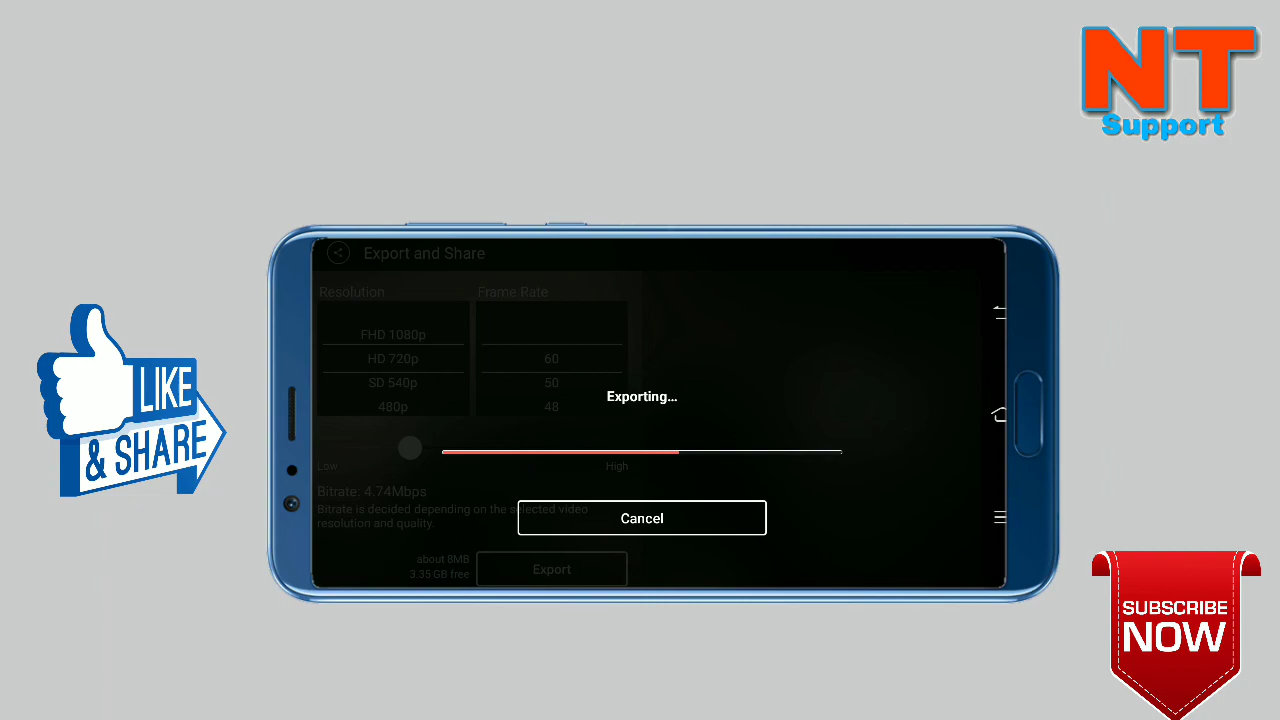 NT
Support
Export and Share
Resolution
Frame Rate
FHD 1080p
HD 720p
60
SD 540p
50
480p
48
Exporting...
Low
High
Bitrate: 4.74Mbps
Bitrate is decided depending on the selected video
resolution and quality.
Cancel
about 8MB
3.35 GB free
Export
LIKE
& SHARE
SUBSCRIBE
NOW